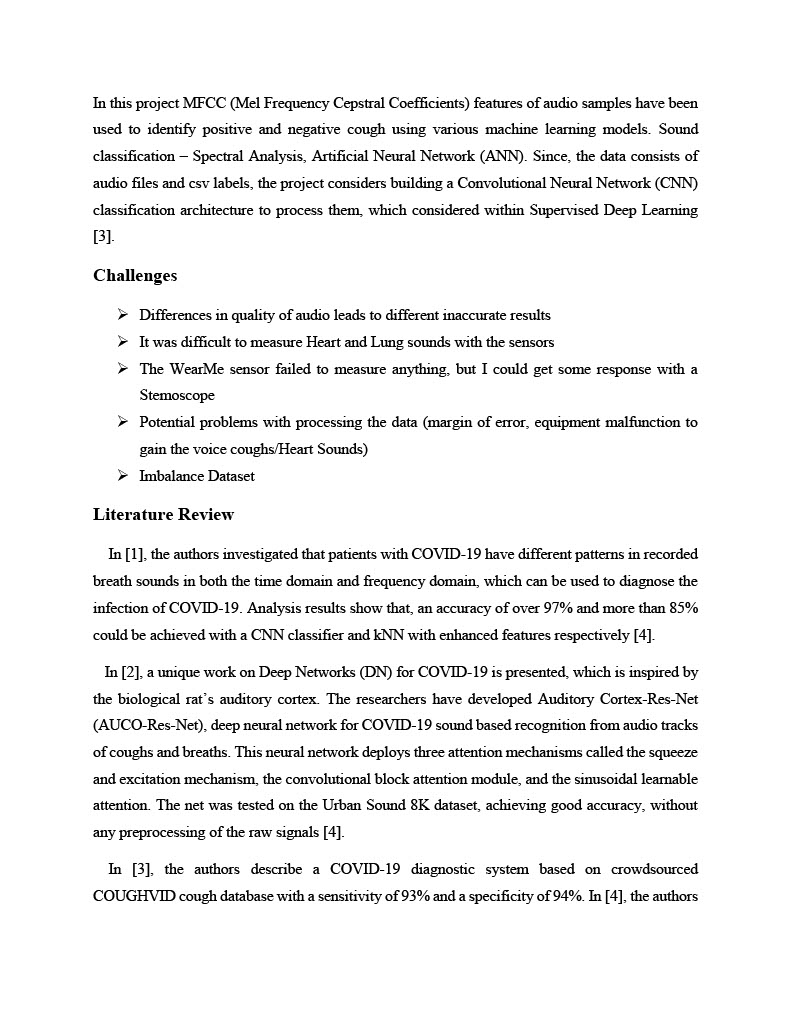 In this project MFCC (Mel Frequency Cepstral Coefficients) features of audio samples have been
used to identify positive and negative cough using various machine learning models. Sound
classification – Spectral Analysis, Artificial Neural Network (ANN). Since, the data consists of
audio files and csv labels, the project considers building a Convolutional Neural Network (CNN)
classification architecture to process them, which considered within Supervised Deep Learning
[3].
Challenges
➢ Differences in quality of audio leads to different inaccurate results
➢ It was difficult to measure Heart and Lung sounds with the sensors
➢ The WearMe sensor failed to measure anything, but I could get some response with a
Stemoscope
➢ Potential problems with processing the data (margin of error, equipment malfunction to
gain the voice coughs/Heart Sounds)
➢ Imbalance Dataset
Literature Review
In [1], the authors investigated that patients with COVID-19 have different patterns in recorded
breath sounds in both the time domain and frequency domain, which can be used to diagnose the
infection of COVID-19. Analysis results show that, an accuracy of over 97% and more than 85%
could be achieved with a CNN classifier and kNN with enhanced features respectively [4].
In [2], a unique work on Deep Networks (DN) for COVID-19 is presented, which is inspired by
the biological rat’s auditory cortex. The researchers have developed Auditory Cortex-Res-Net
(AUCO-Res-Net), deep neural network for COVID-19 sound based recognition from audio tracks
of coughs and breaths. This neural network deploys three attention mechanisms called the squeeze
and excitation mechanism, the convolutional block attention module, and the sinusoidal learnable
attention. The net was tested on the Urban Sound 8K dataset, achieving good accuracy, without
any preprocessing of the raw signals [4].
In [3], the authors describe a COVID-19 diagnostic system based on crowdsourced
COUGHVID cough database with a sensitivity of 93% and a specificity of 94%. In [4], the authors